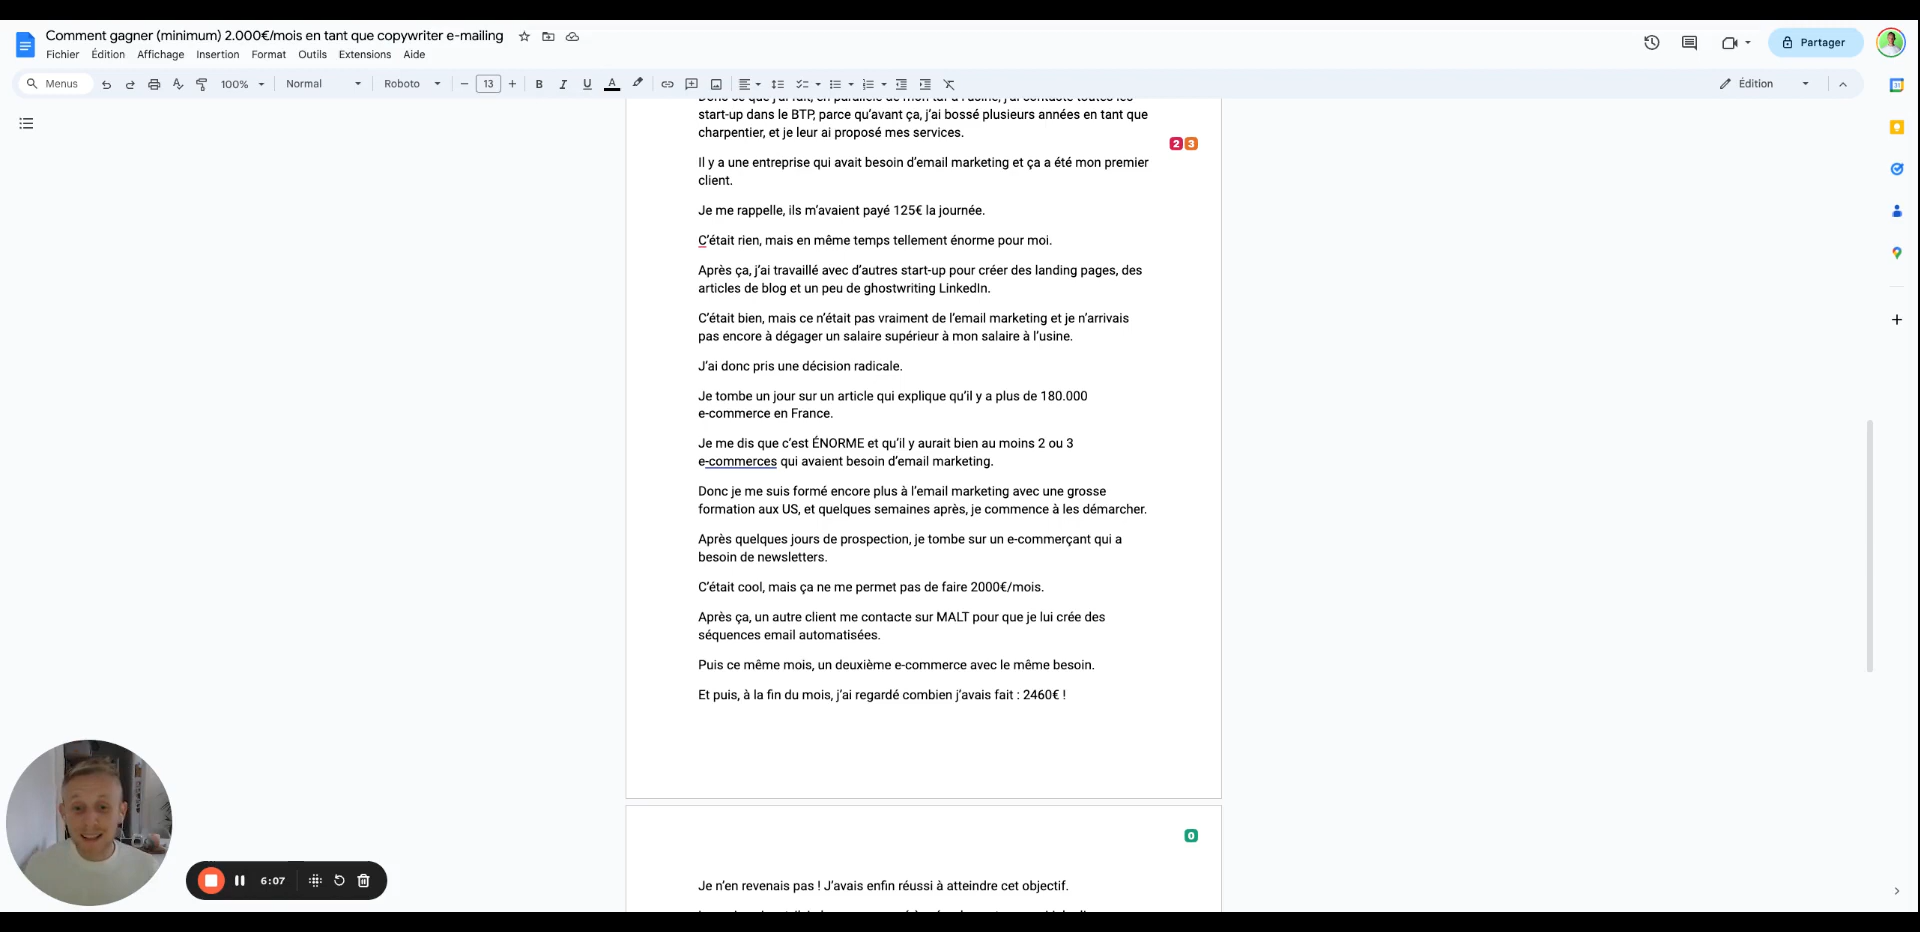 Comment gagner (minimum) 2.000€/mois en tant que copywriter e-mailing
Fichier Édition Affichage Insertion Format Outils Extensions Aide
Partager
Menus 100% Normal Roboto 13 B I U A Édition
start-up dans le BTP, parce qu’avant ça, j’ai bossé plusieurs années en tant que
charpentier, et je leur ai proposé mes services.
2 3
Il y a une entreprise qui avait besoin d’email marketing et ça a été mon premier
client.
Je me rappelle, ils m’avaient payé 125€ la journée.
C’était rien, mais en même temps tellement énorme pour moi.
Après ça, j’ai travaillé avec d’autres start-up pour créer des landing pages, des
articles de blog et un peu de ghostwriting LinkedIn.
C’était bien, mais ce n’était pas vraiment de l’email marketing et je n’arrivais
pas encore à dégager un salaire supérieur à mon salaire à l’usine.
J’ai donc pris une décision radicale.
Je tombe un jour sur un article qui explique qu’il y a plus de 180.000
e-commerce en France.
Je me dis que c’est ÉNORME et qu’il y aurait bien au moins 2 ou 3
e-commerces qui avaient besoin d’email marketing.
Donc je me suis formé encore plus à l’email marketing avec une grosse
formation aux US, et quelques semaines après, je commence à les démarcher.
Après quelques jours de prospection, je tombe sur un e-commerçant qui a
besoin de newsletters.
C’était cool, mais ça ne me permet pas de faire 2000€/mois.
Après ça, un autre client me contacte sur MALT pour que je lui crée des
séquences email automatisées.
Puis ce même mois, un deuxième e-commerce avec le même besoin.
Et puis, à la fin du mois, j’ai regardé combien j’avais fait : 2460€ !
0
6:07
Je n’en revenais pas ! J’avais enfin réussi à atteindre cet objectif.